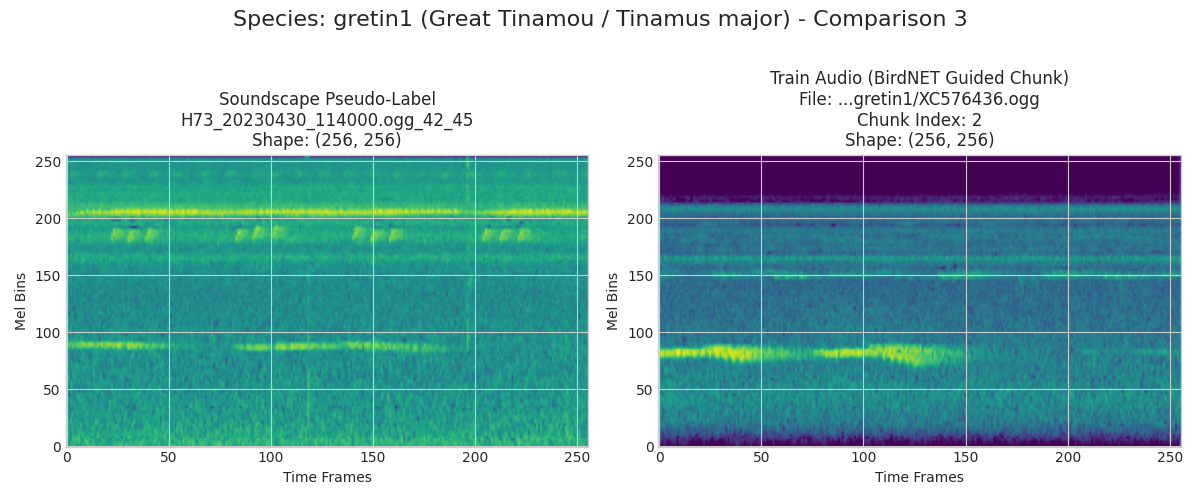 Species: gretin1 (Great Tinamou / Tinamus major) - Comparison 3
Soundscape Pseudo-Label
H73_20230430_114000.ogg_42_45
Shape: (256, 256)
Mel Bins
250
200
150
100
50
0
0 50 100 150 200 250
Time Frames
Train Audio (BirdNET Guided Chunk)
File: ...gretin1/XC576436.ogg
Chunk Index: 2
Shape: (256, 256)
Mel Bins
250
200
150
100
50
0
0 50 100 150 200 250
Time Frames